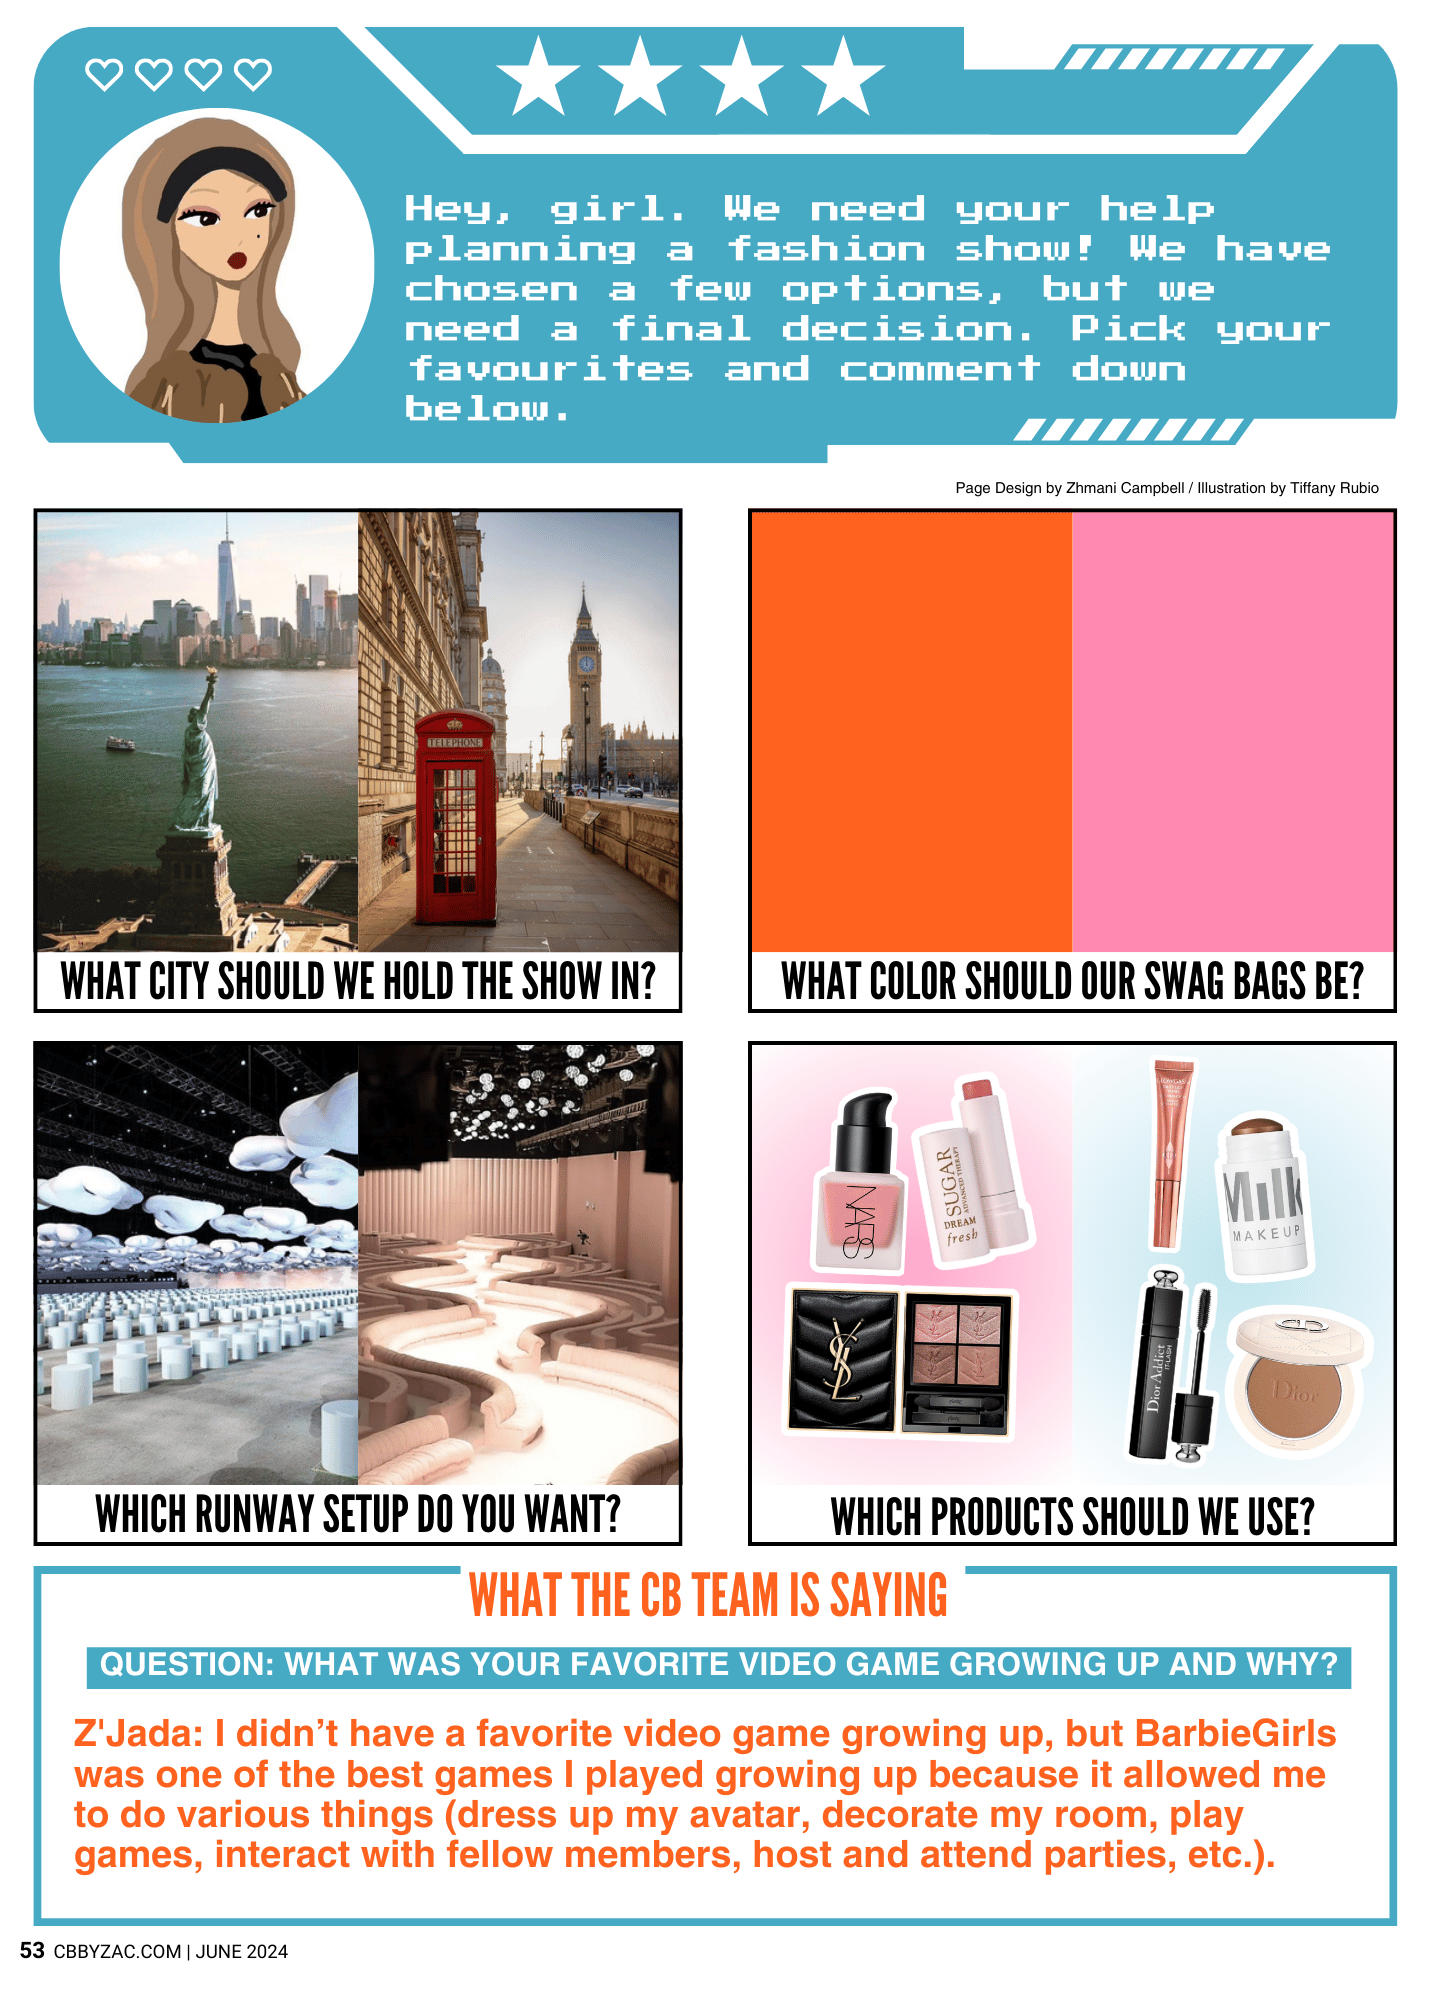 Hey, girl. We need your help
planning a fashion show! We have
chosen a few options, but we
need a final decision. Pick your
favourites and comment down
below.
Page Design by Zhmani Campbell / Illustration by Tiffany Rubio
TELEPHONE
WHAT CITY SHOULD WE HOLD THE SHOW IN?
WHAT COLOR SHOULD OUR SWAG BAGS BE?
WHICH RUNWAY SETUP DO YOU WANT?
NARS
SUGAR
ADVANCED THERAPY
DREAM
fresh
YSL
Milk
MAKEUP
Dior Addict
IT-LASH
CD
Dior
WHICH PRODUCTS SHOULD WE USE?
WHAT THE CB TEAM IS SAYING
QUESTION: WHAT WAS YOUR FAVORITE VIDEO GAME GROWING UP AND WHY?
Z'Jada: I didn’t have a favorite video game growing up, but BarbieGirls
was one of the best games I played growing up because it allowed me
to do various things (dress up my avatar, decorate my room, play
games, interact with fellow members, host and attend parties, etc.).
53 CBBYZAC.COM | JUNE 2024